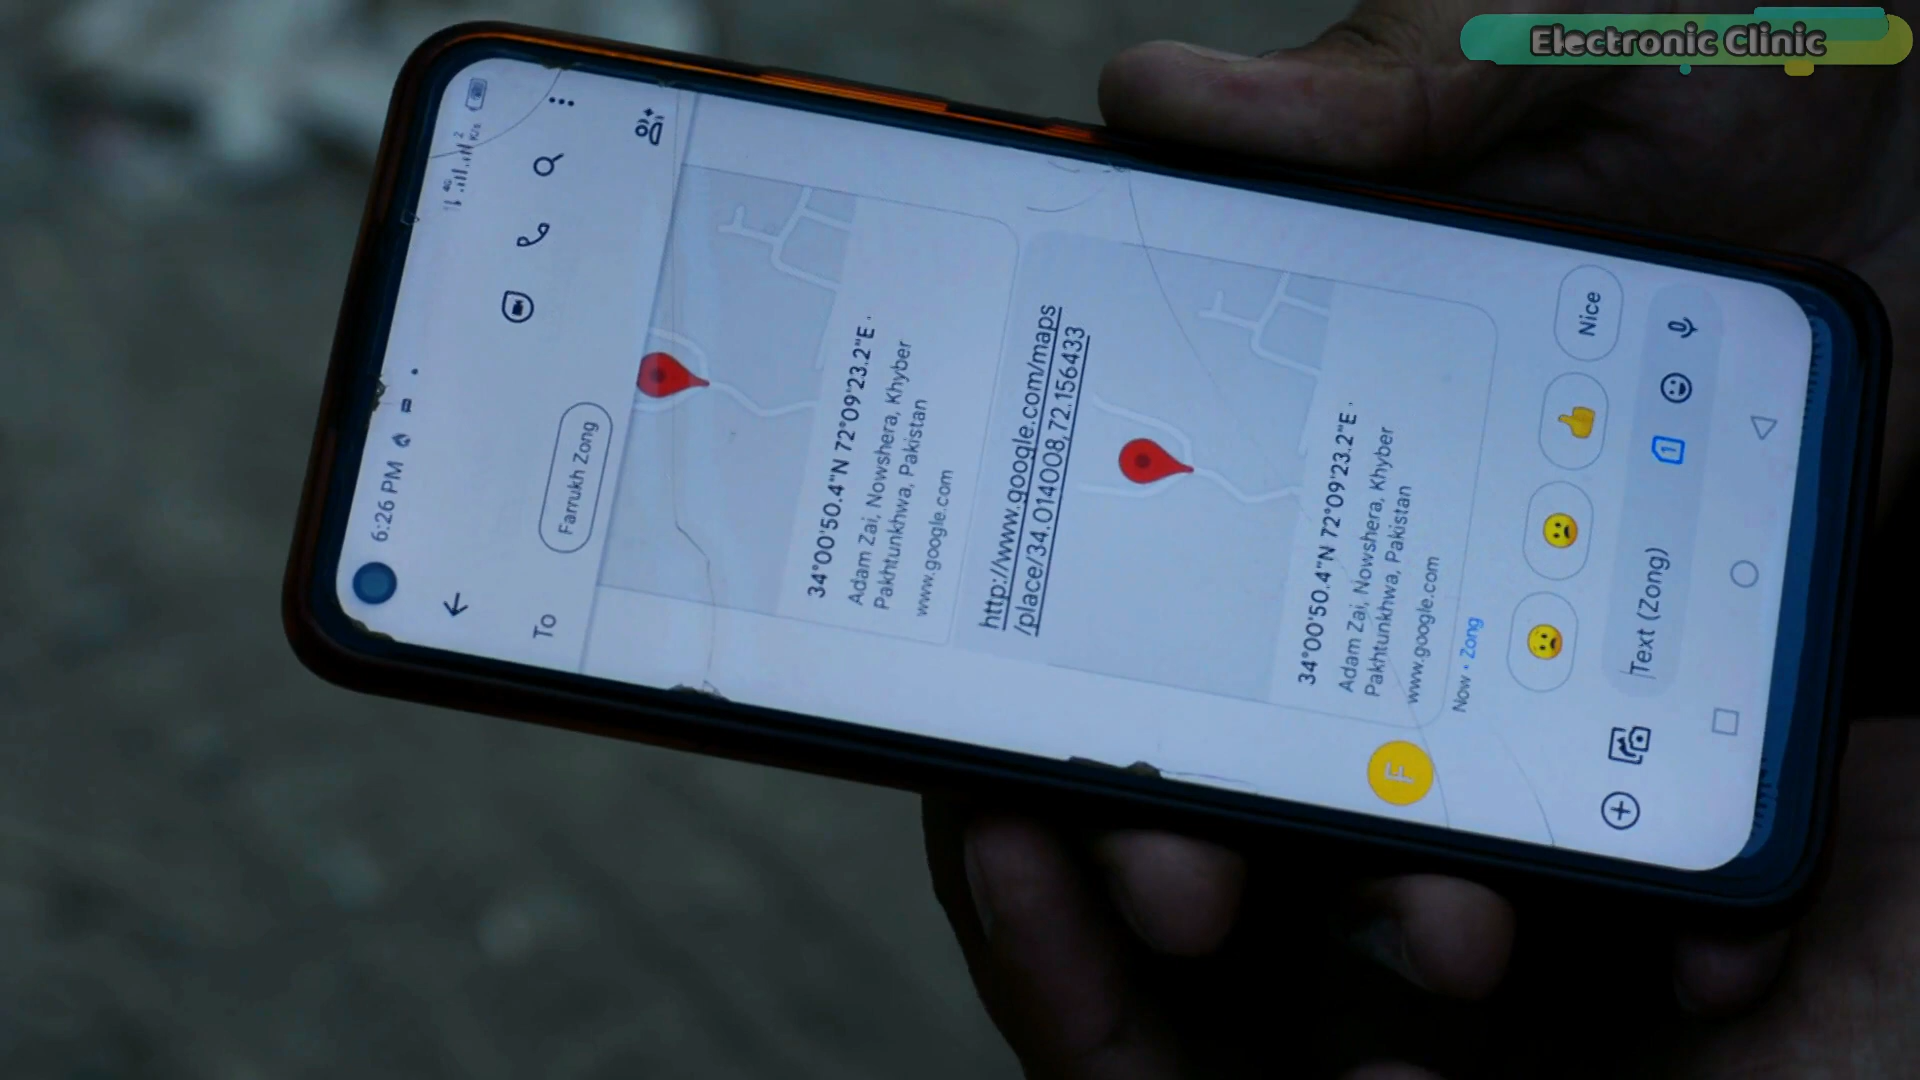 Electronic Clinic
6:26 PM
4G
2
K/s
To
Farrukh Zong
34°00'50.4"N 72°09'23.2"E ·
Adam Zai, Nowshera, Khyber
Pakhtunkhwa, Pakistan
www.google.com
http://www.google.com/maps
/place/34.014008,72.156433
34°00'50.4"N 72°09'23.2"E ·
Adam Zai, Nowshera, Khyber
Pakhtunkhwa, Pakistan
www.google.com
F
Now • Zong
Nice
Text (Zong)
1